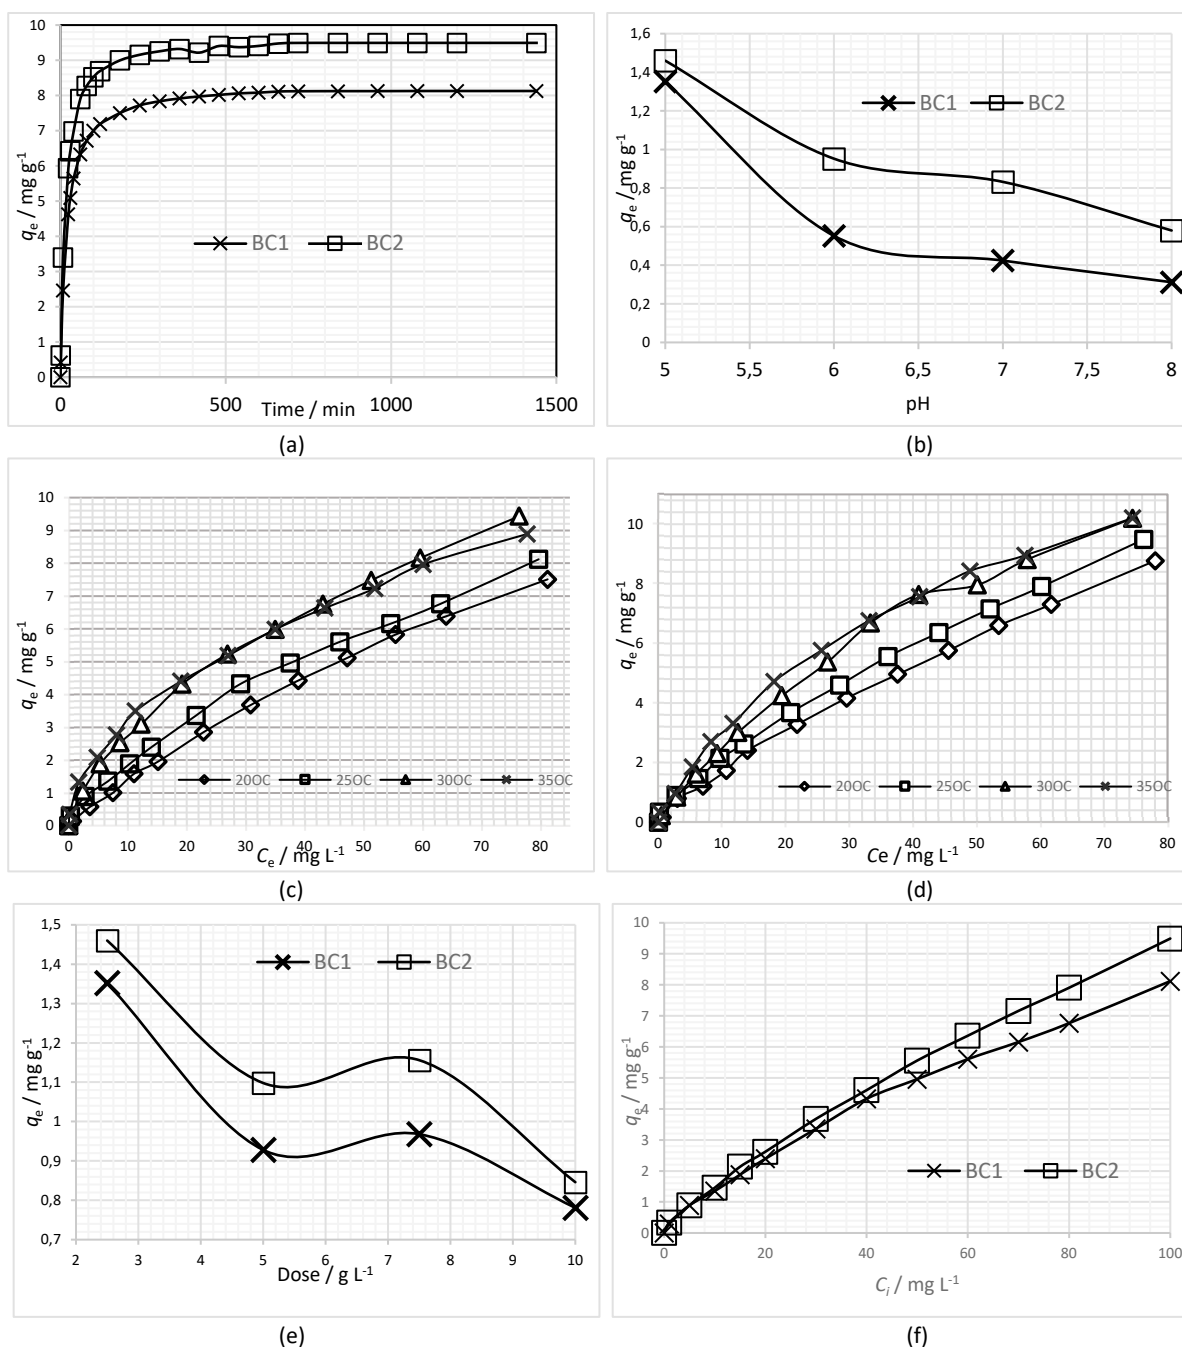 10
9
8
7
6
5
4
3
2
1
0
qe / mg g-1
BC1 BC2
0 500 1000 1500
Time / min
(a)
1,6
1,4
1,2
1
0,8
0,6
0,4
0,2
0
qe / mg g-1
BC1 BC2
5 5,5 6 6,5 7 7,5 8
pH
(b)
10
9
8
7
6
5
4
3
2
1
0
qe / mg g-1
20OC 25OC 30OC 35OC
0 10 20 30 40 50 60 70 80
Ce / mg L-1
(c)
10
8
6
4
2
0
qe / mg g-1
20OC 25OC 30OC 35OC
0 10 20 30 40 50 60 70 80
Ce / mg L-1
(d)
1,5
1,4
1,3
1,2
1,1
1
0,9
0,8
0,7
qe / mg g-1
BC1 BC2
2 3 4 5 6 7 8 9 10
Dose / g L-1
(e)
10
9
8
7
6
5
4
3
2
1
0
qe / mg g-1
BC1 BC2
0 20 40 60 80 100
Ci / mg L-1
(f)